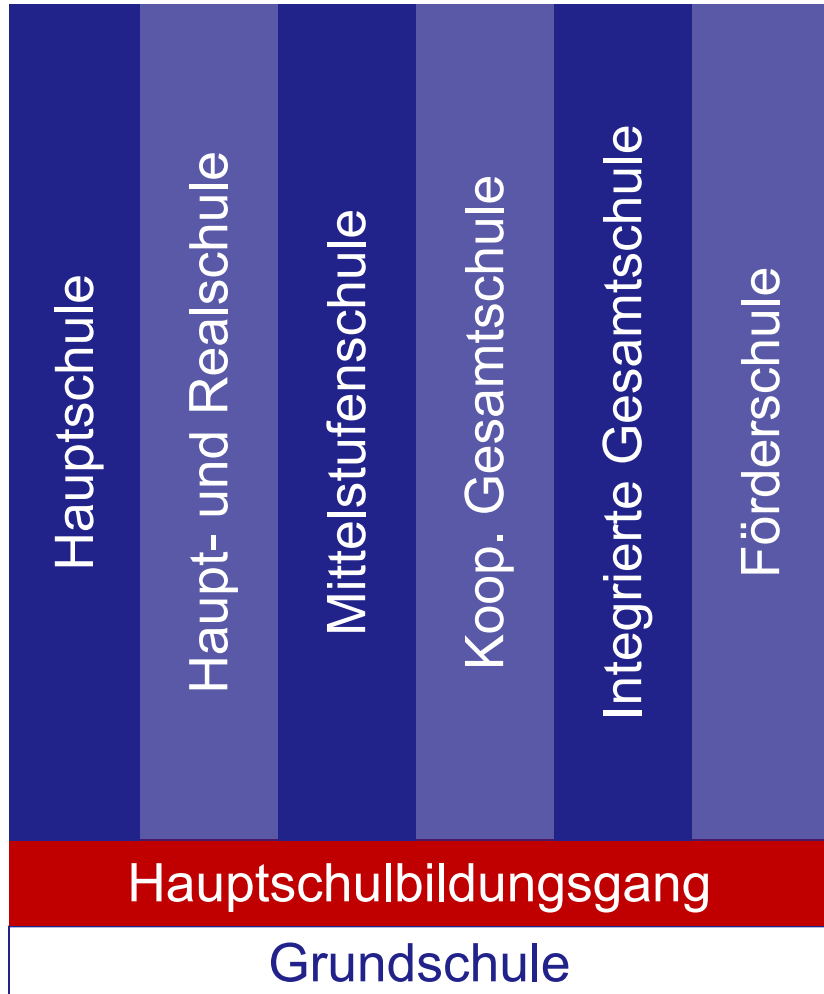 Hauptschule
Haupt- und Realschule
Mittelstufenschule
Koop. Gesamtschule
Integrierte Gesamtschule
Förderschule
Hauptschulbildungsgang
Grundschule